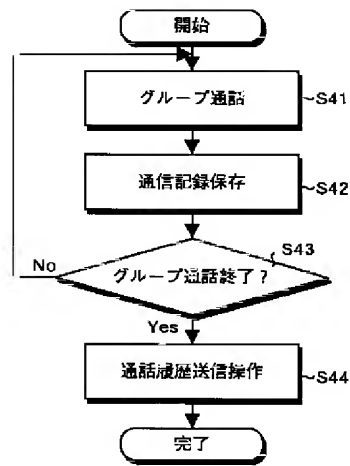 開始
グループ通話
S41
通信記録保存
S42
グループ通話終了?
S43
No
Yes
通話履歴送信操作
S44
完了